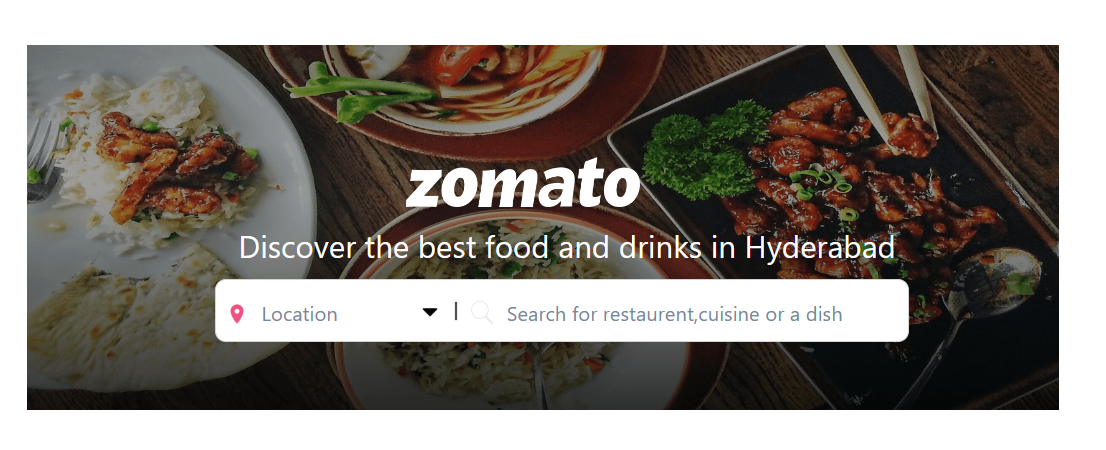 zomato
Discover the best food and drinks in Hyderabad
Location | Search for restaurent,cuisine or a dish